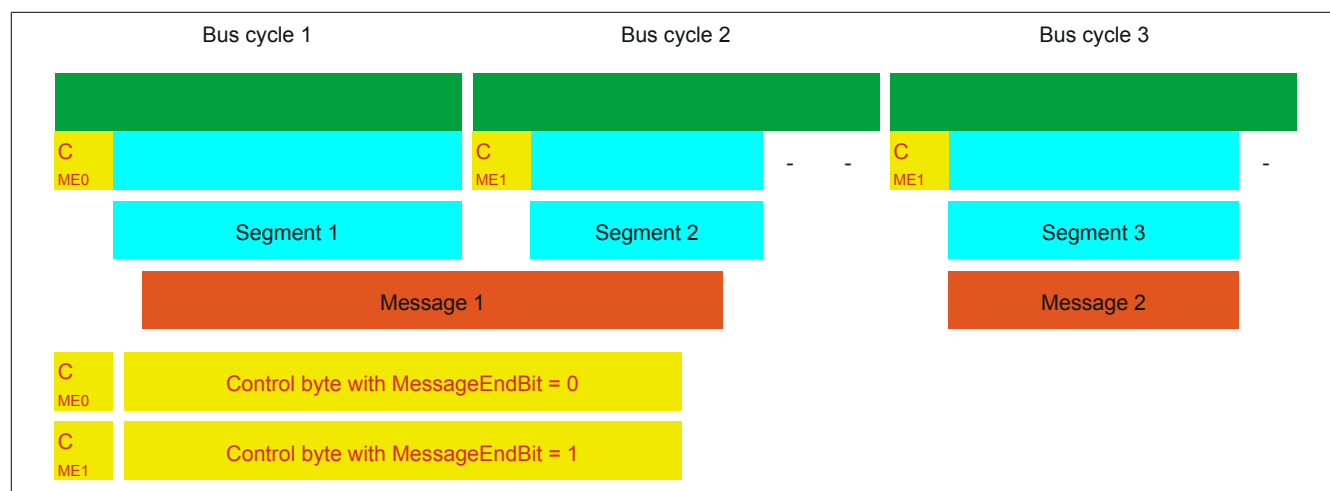 Bus cycle 1 Bus cycle 2 Bus cycle 3
C C C
ME0 ME1 - - ME1 -
Segment 1 Segment 2 Segment 3
Message 1 Message 2
C
ME0 Control byte with MessageEndBit = 0
C
ME1 Control byte with MessageEndBit = 1